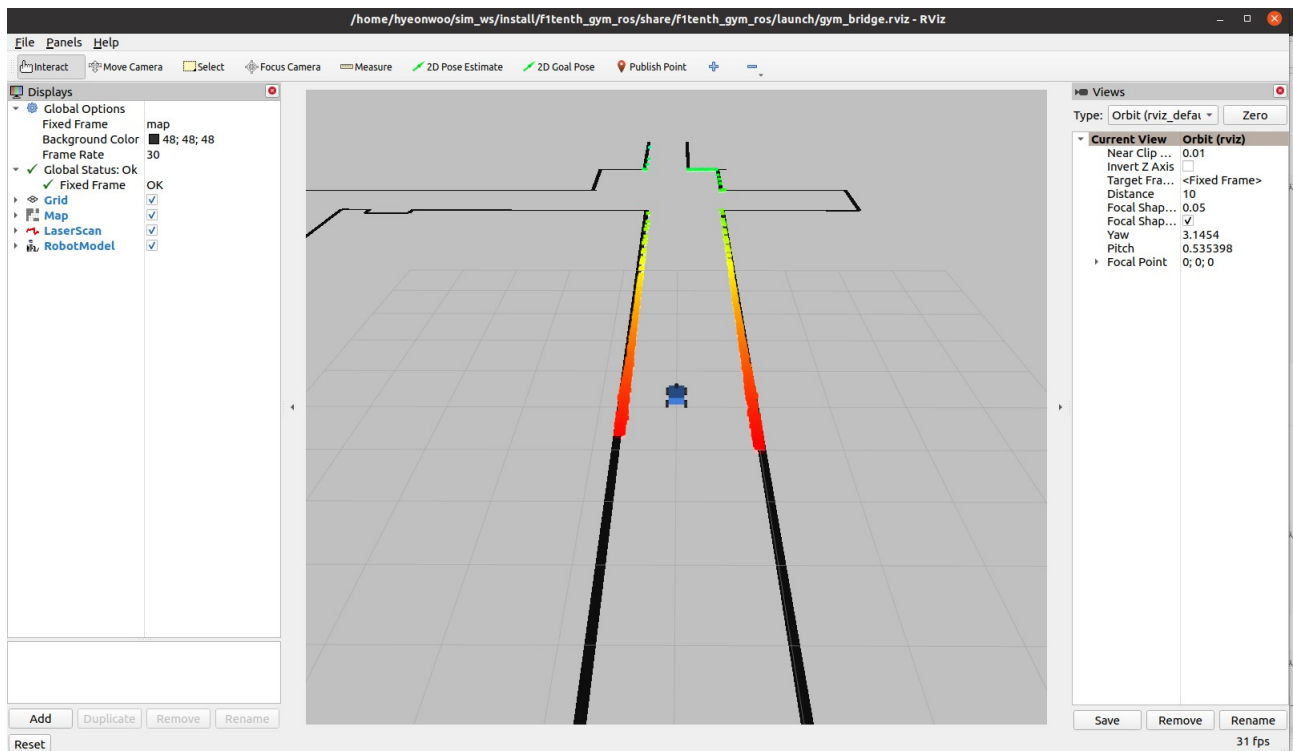 /home/hyeonwoo/sim_ws/install/f1tenth_gym_ros/share/f1tenth_gym_ros/launch/gym_bridge.rviz - RViz
File Panels Help
Interact Move Camera Select Focus Camera Measure 2D Pose Estimate 2D Goal Pose Publish Point
Displays
Global Options
Fixed Frame map
Background Color 48; 48; 48
Frame Rate 30
Global Status: Ok
Fixed Frame OK
Grid
Map
LaserScan
RobotModel
Add Duplicate Remove Rename
Reset
Views
Type: Orbit (rviz_defau Zero
Current View Orbit (rviz)
Near Clip ... 0.01
Invert Z Axis
Target Fra... <Fixed Frame>
Distance 10
Focal Shap... 0.05
Focal Shap...
Yaw 3.1454
Pitch 0.535398
Focal Point 0; 0; 0
Save Remove Rename
31 fps